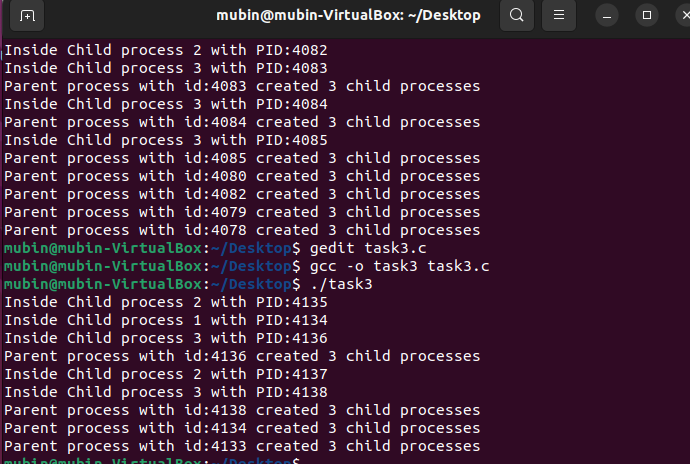 mubin@mubin-VirtualBox: ~/Desktop
Inside Child process 2 with PID:4082
Inside Child process 3 with PID:4083
Parent process with id:4083 created 3 child processes
Inside Child process 3 with PID:4084
Parent process with id:4084 created 3 child processes
Inside Child process 3 with PID:4085
Parent process with id:4085 created 3 child processes
Parent process with id:4080 created 3 child processes
Parent process with id:4082 created 3 child processes
Parent process with id:4079 created 3 child processes
Parent process with id:4078 created 3 child processes
mubin@mubin-VirtualBox:~/Desktop$ gedit task3.c
mubin@mubin-VirtualBox:~/Desktop$ gcc -o task3 task3.c
mubin@mubin-VirtualBox:~/Desktop$ ./task3
Inside Child process 2 with PID:4135
Inside Child process 1 with PID:4134
Inside Child process 3 with PID:4136
Parent process with id:4136 created 3 child processes
Inside Child process 2 with PID:4137
Inside Child process 3 with PID:4138
Parent process with id:4138 created 3 child processes
Parent process with id:4134 created 3 child processes
Parent process with id:4133 created 3 child processes
mubin@mubin-VirtualBox:~/Desktop$